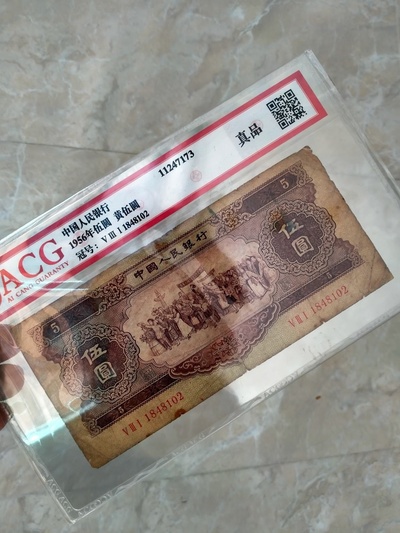 ACG
AI CANG GUARANTY
中国人民银行
1956年伍圆 黄伍圆
冠号：VIII I 1848102
11247173
真品
5
5
中國人民銀行
伍圓
伍圓
VIII I 1848102
VIII I 1848102
5
5